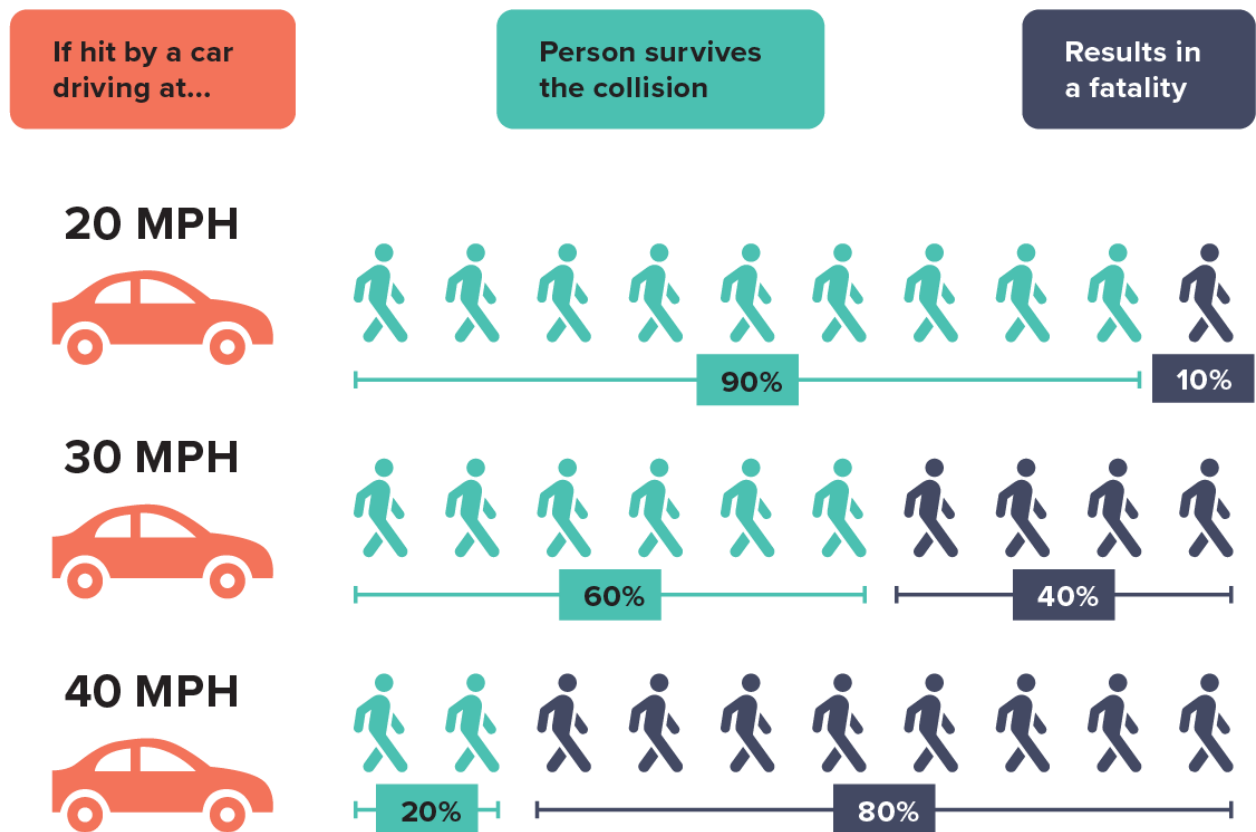 If hit by a car
driving at...
Person survives
the collision
Results in
a fatality
20 MPH
90%
10%
30 MPH
60%
40%
40 MPH
20%
80%